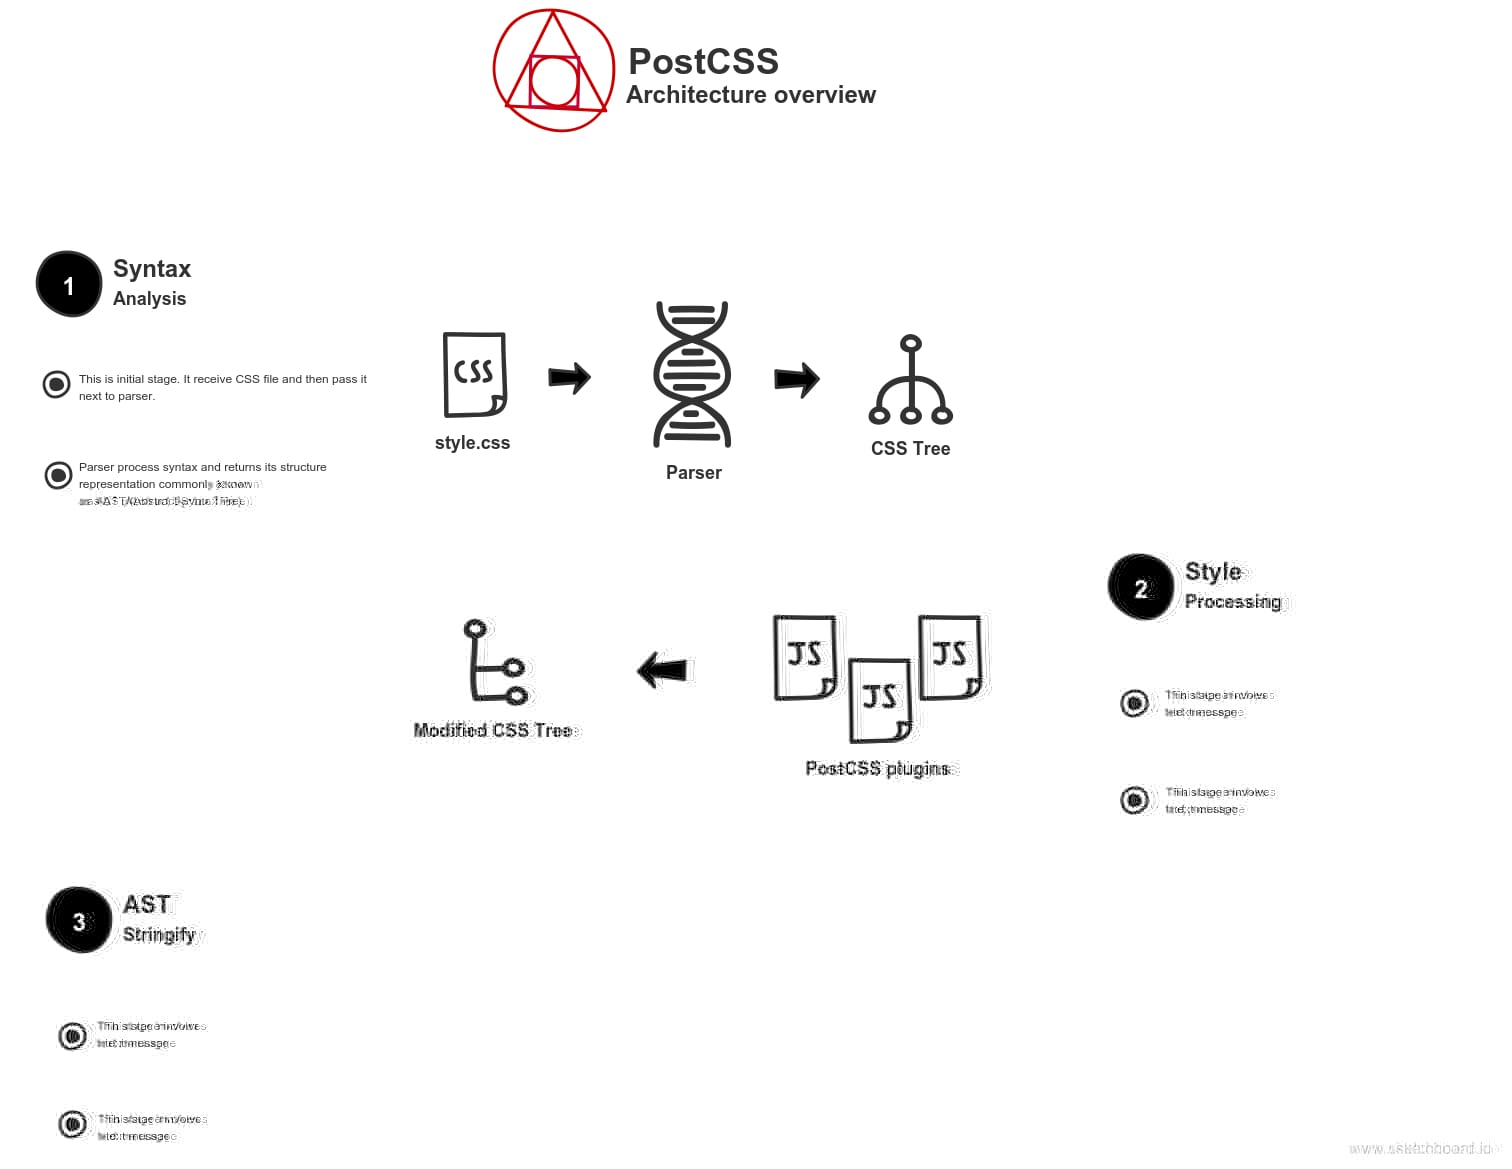 PostCSS
Architecture overview
1
Syntax
Analysis
This is initial stage. It receive CSS file and then pass it
next to parser.
Parser process syntax and returns its structure
representation commonly known
as AST (Abstract Syntax Tree)
CSS
style.css
Parser
CSS Tree
2
Style
Processing
This stage involves
text message
This stage involves
text message
JS
JS
JS
PostCSS plugins
Modified CSS Tree
3
AST
Stringify
This stage involves
text message
This stage involves
text message
www.sketchboard.io